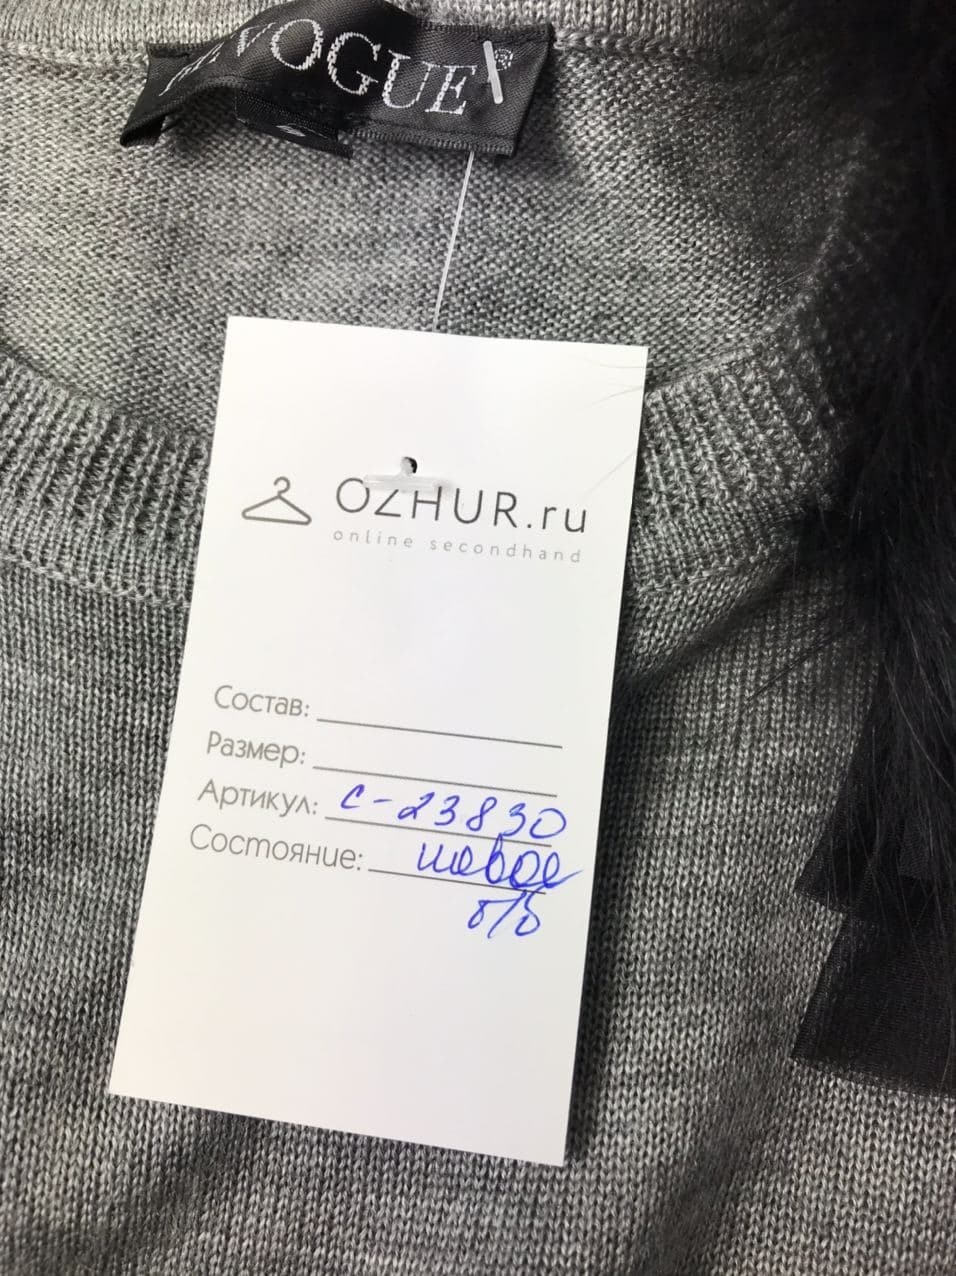 VOGUE
OZHUR.ru
online secondhand
Состав:
Размер:
Артикул: С-23830
Состояние: новое
б/б